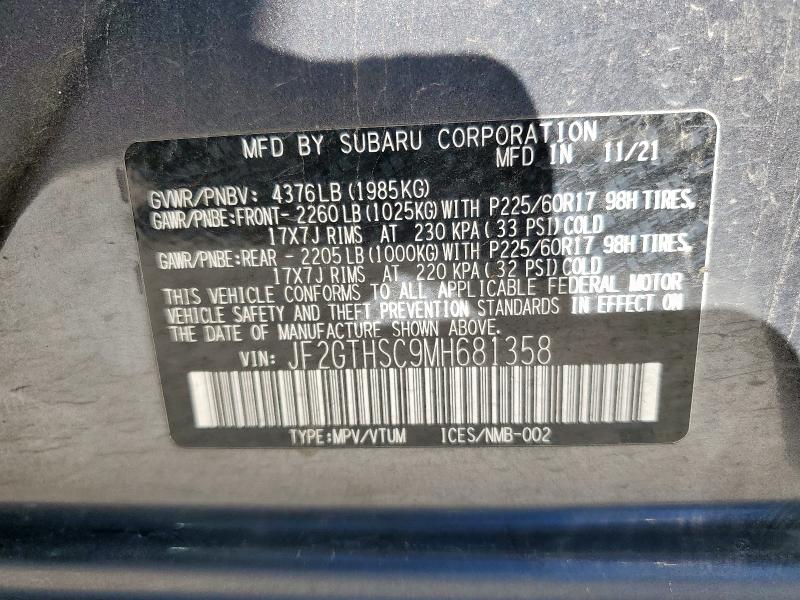 MFD BY SUBARU CORPORATION
MFD IN 11/21
GVWR/PNBV: 4376LB (1985KG)
GAWR/PNBE: FRONT- 2260 LB (1025KG) WITH P225/60R17 98H TIRES,
17X7J RIMS AT 230 KPA ( 33 PSI) COLD
GAWR/PNBE: REAR - 2205 LB (1000KG) WITH P225/60R17 98H TIRES,
17X7J RIMS AT 220 KPA ( 32 PSI) COLD
THIS VEHICLE CONFORMS TO ALL APPLICABLE FEDERAL MOTOR
VEHICLE SAFETY AND THEFT PREVENTION STANDARDS IN EFFECT ON
THE DATE OF MANUFACTURE SHOWN ABOVE.
VIN: JF2GTHSC9MH681358
TYPE:MPV/VTUM ICES/NMB-002